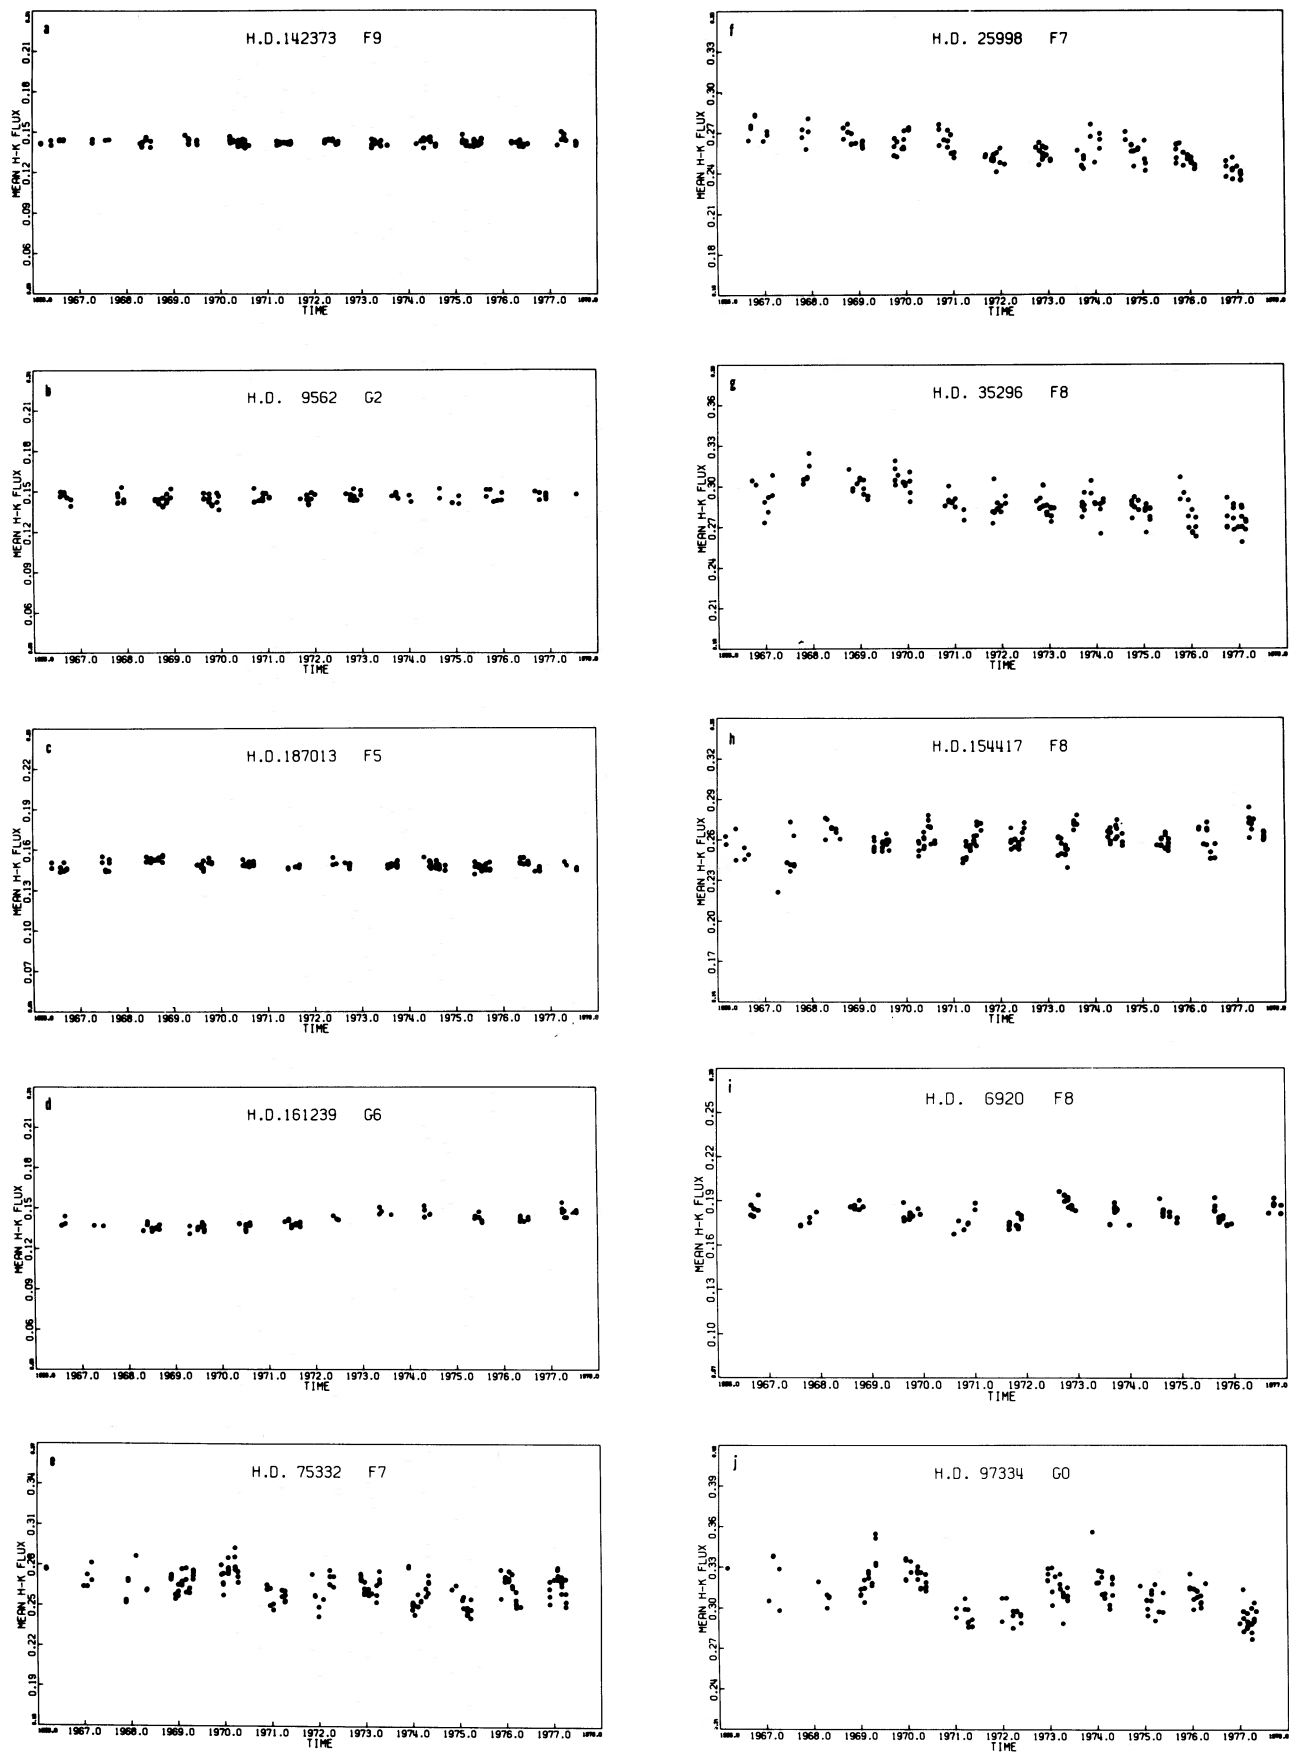 a
H.D.142373 F9
MEAN H-K FLUX
0.21
0.18
0.15
0.12
0.09
0.06
1967.0 1968.0 1969.0 1970.0 1971.0 1972.0 1973.0 1974.0 1975.0 1976.0 1977.0
TIME
b
H.D. 9562 G2
MEAN H-K FLUX
0.21
0.18
0.15
0.12
0.09
0.06
1967.0 1968.0 1969.0 1970.0 1971.0 1972.0 1973.0 1974.0 1975.0 1976.0 1977.0
TIME
c
H.D.187013 F5
MEAN H-K FLUX
0.22
0.19
0.16
0.13
0.10
0.07
1967.0 1968.0 1969.0 1970.0 1971.0 1972.0 1973.0 1974.0 1975.0 1976.0 1977.0
TIME
d
H.D.161239 G6
MEAN H-K FLUX
0.21
0.18
0.15
0.12
0.09
0.06
1967.0 1968.0 1969.0 1970.0 1971.0 1972.0 1973.0 1974.0 1975.0 1976.0 1977.0
TIME
e
H.D. 75332 F7
MEAN H-K FLUX
0.34
0.31
0.28
0.25
0.22
0.19
1967.0 1968.0 1969.0 1970.0 1971.0 1972.0 1973.0 1974.0 1975.0 1976.0 1977.0
TIME
f
H.D. 25998 F7
MEAN H-K FLUX
0.33
0.30
0.27
0.24
0.21
0.18
1967.0 1968.0 1969.0 1970.0 1971.0 1972.0 1973.0 1974.0 1975.0 1976.0 1977.0
TIME
g
H.D. 35296 F8
MEAN H-K FLUX
0.36
0.33
0.30
0.27
0.24
0.21
1967.0 1968.0 1969.0 1970.0 1971.0 1972.0 1973.0 1974.0 1975.0 1976.0 1977.0
TIME
h
H.D.154417 F8
MEAN H-K FLUX
0.32
0.29
0.26
0.23
0.20
0.17
1967.0 1968.0 1969.0 1970.0 1971.0 1972.0 1973.0 1974.0 1975.0 1976.0 1977.0
TIME
i
H.D. 6920 F8
MEAN H-K FLUX
0.25
0.22
0.19
0.16
0.13
0.10
1967.0 1968.0 1969.0 1970.0 1971.0 1972.0 1973.0 1974.0 1975.0 1976.0 1977.0
TIME
j
H.D. 97334 G0
MEAN H-K FLUX
0.39
0.36
0.33
0.30
0.27
0.24
1967.0 1968.0 1969.0 1970.0 1971.0 1972.0 1973.0 1974.0 1975.0 1976.0 1977.0
TIME